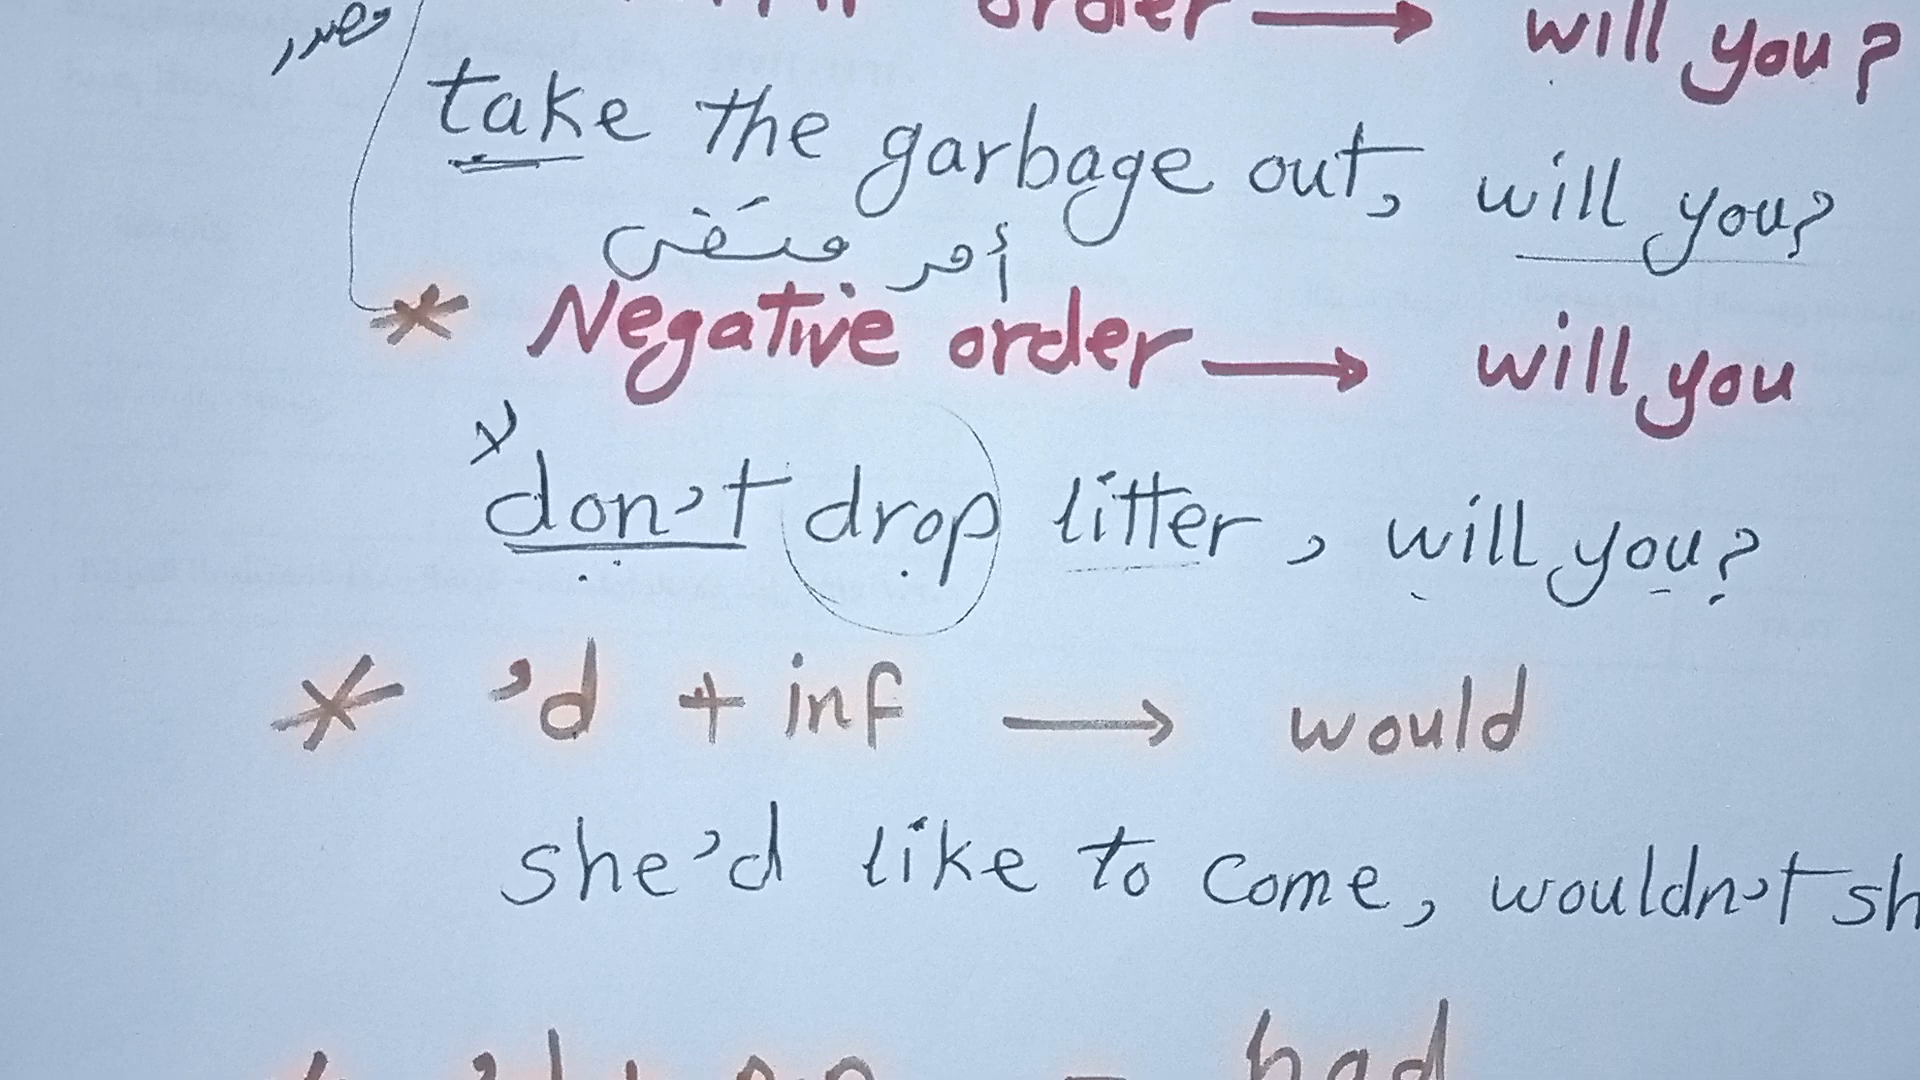 order → will you?
مصدر
take the garbage out, will you?
أمر منفى
* Negative order → will you
لا
don't drop litter, will you?
* 'd + inf → would
she'd like to come, wouldn't sh
had